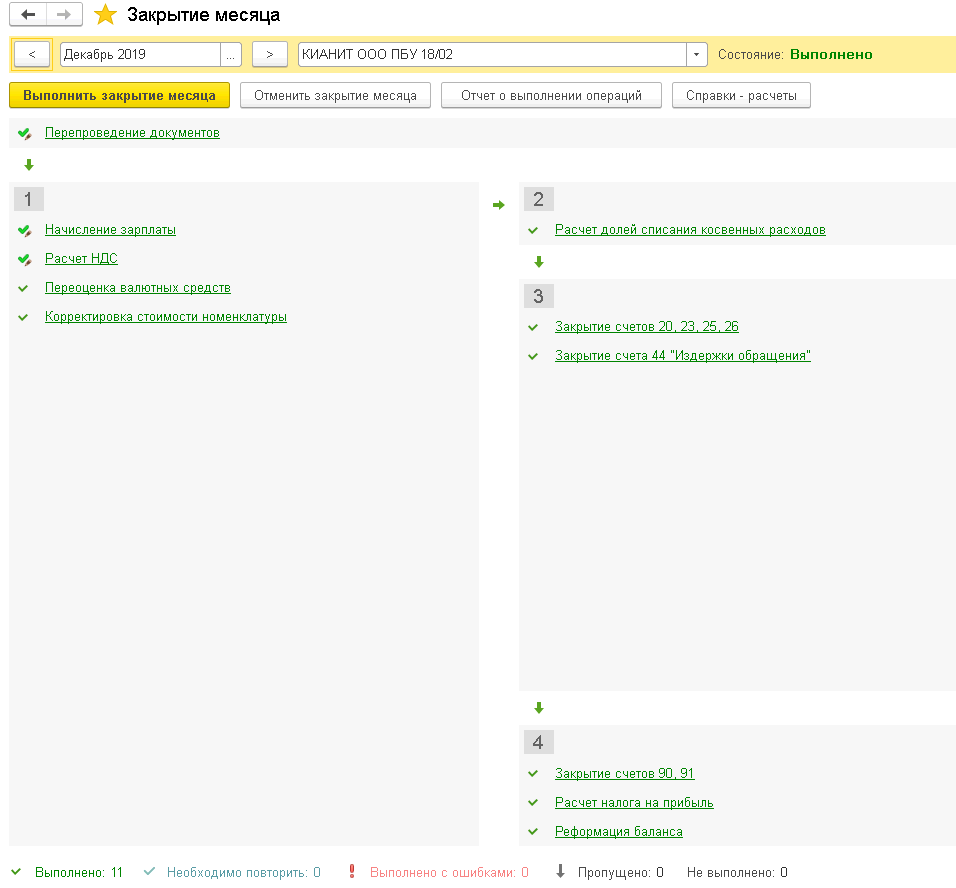 Закрытие месяца
< Декабрь 2019 ... > КИАНИТ ООО ПБУ 18/02 Состояние: Выполнено
Выполнить закрытие месяца Отменить закрытие месяца Отчет о выполнении операций Справки - расчеты
Перепроведение документов
1
Начисление зарплаты
Расчет НДС
Переоценка валютных средств
Корректировка стоимости номенклатуры
2
Расчет долей списания косвенных расходов
3
Закрытие счетов 20, 23, 25, 26
Закрытие счета 44 "Издержки обращения"
4
Закрытие счетов 90, 91
Расчет налога на прибыль
Реформация баланса
Выполнено: 11 Необходимо повторить: 0 Выполнено с ошибками: 0 Пропущено: 0 Не выполнено: 0